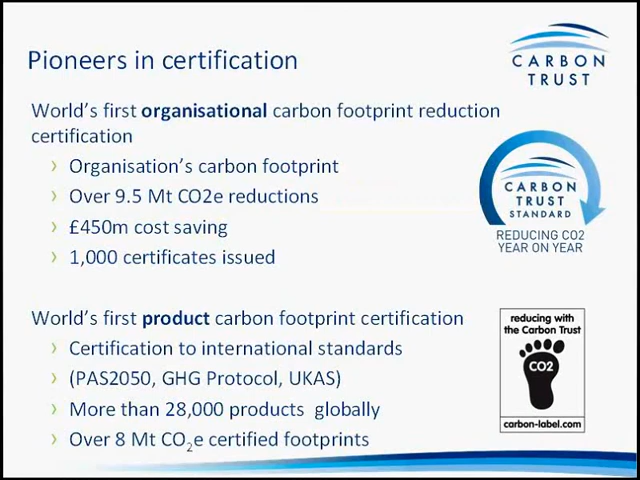 Pioneers in certification
CARBON
TRUST
World's first organisational carbon footprint reduction
certification
› Organisation's carbon footprint
› Over 9.5 Mt CO2e reductions
› £450m cost saving
› 1,000 certificates issued
CARBON
TRUST
STANDARD
REDUCING CO2
YEAR ON YEAR
World's first product carbon footprint certification
› Certification to international standards
› (PAS2050, GHG Protocol, UKAS)
› More than 28,000 products globally
› Over 8 Mt CO₂e certified footprints
reducing with
the Carbon Trust
CO2
carbon-label.com